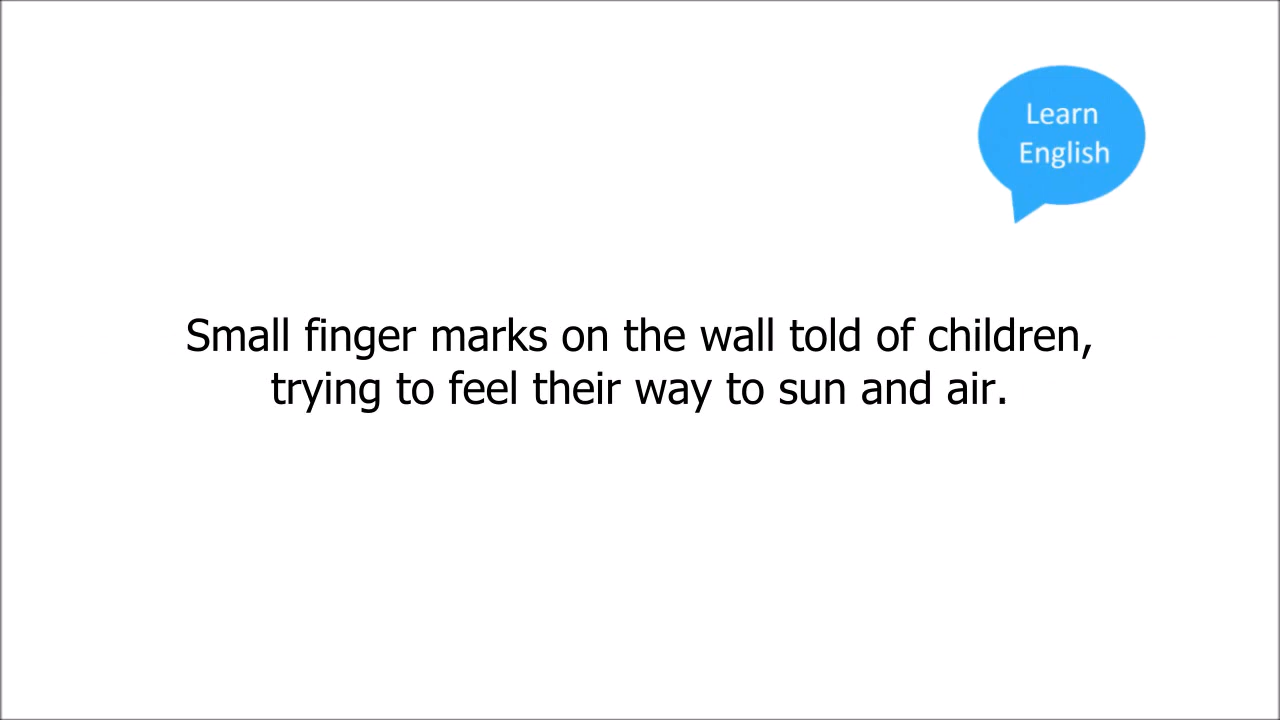 Learn
English
Small finger marks on the wall told of children,
trying to feel their way to sun and air.